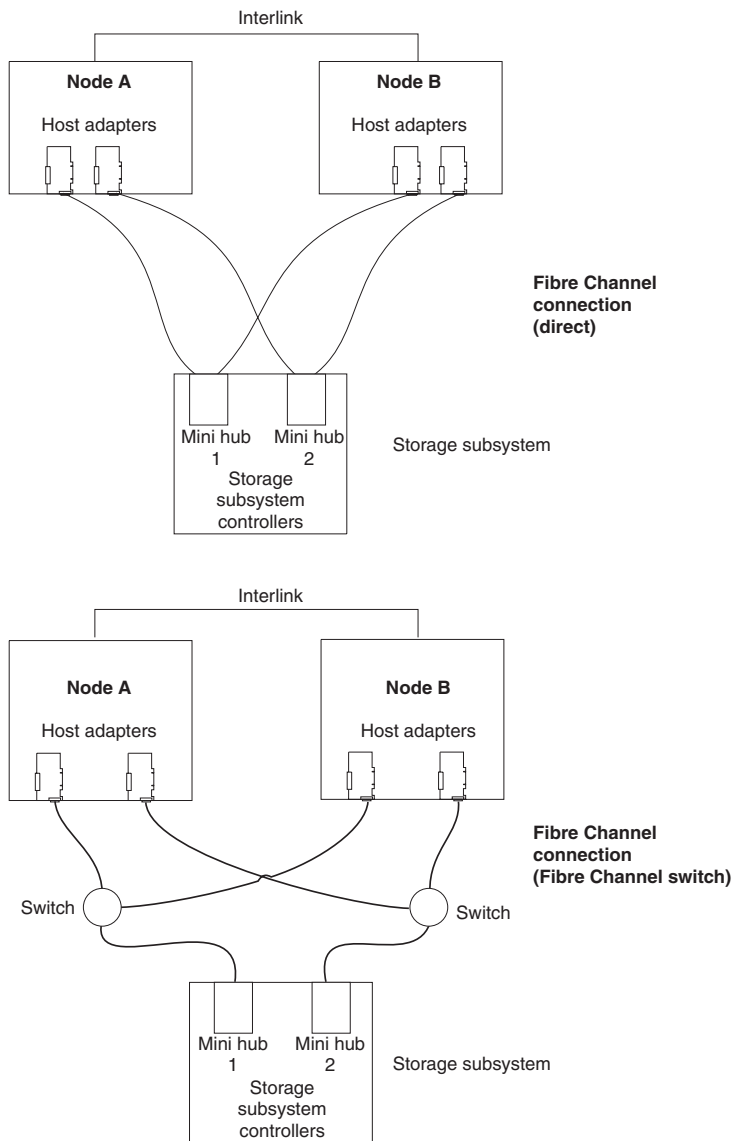 Interlink
Node A
Node B
Host adapters
Host adapters
Fibre Channel
connection
(direct)
Mini hub
1
Mini hub
2
Storage subsystem
Storage
subsystem
controllers
Interlink
Node A
Node B
Host adapters
Host adapters
Fibre Channel
connection
(Fibre Channel switch)
Switch
Switch
Mini hub
1
Mini hub
2
Storage subsystem
Storage
subsystem
controllers